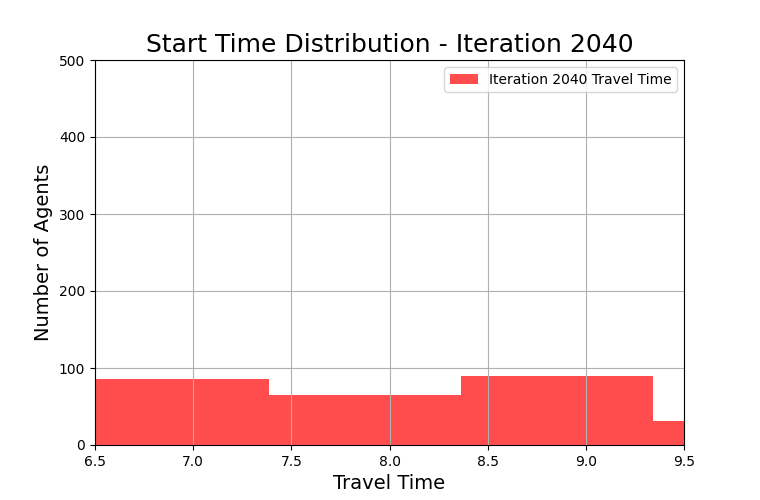 Start Time Distribution - Iteration 2040
Iteration 2040 Travel Time
Number of Agents
500
400
300
200
100
0
6.5 7.0 7.5 8.0 8.5 9.0 9.5
Travel Time